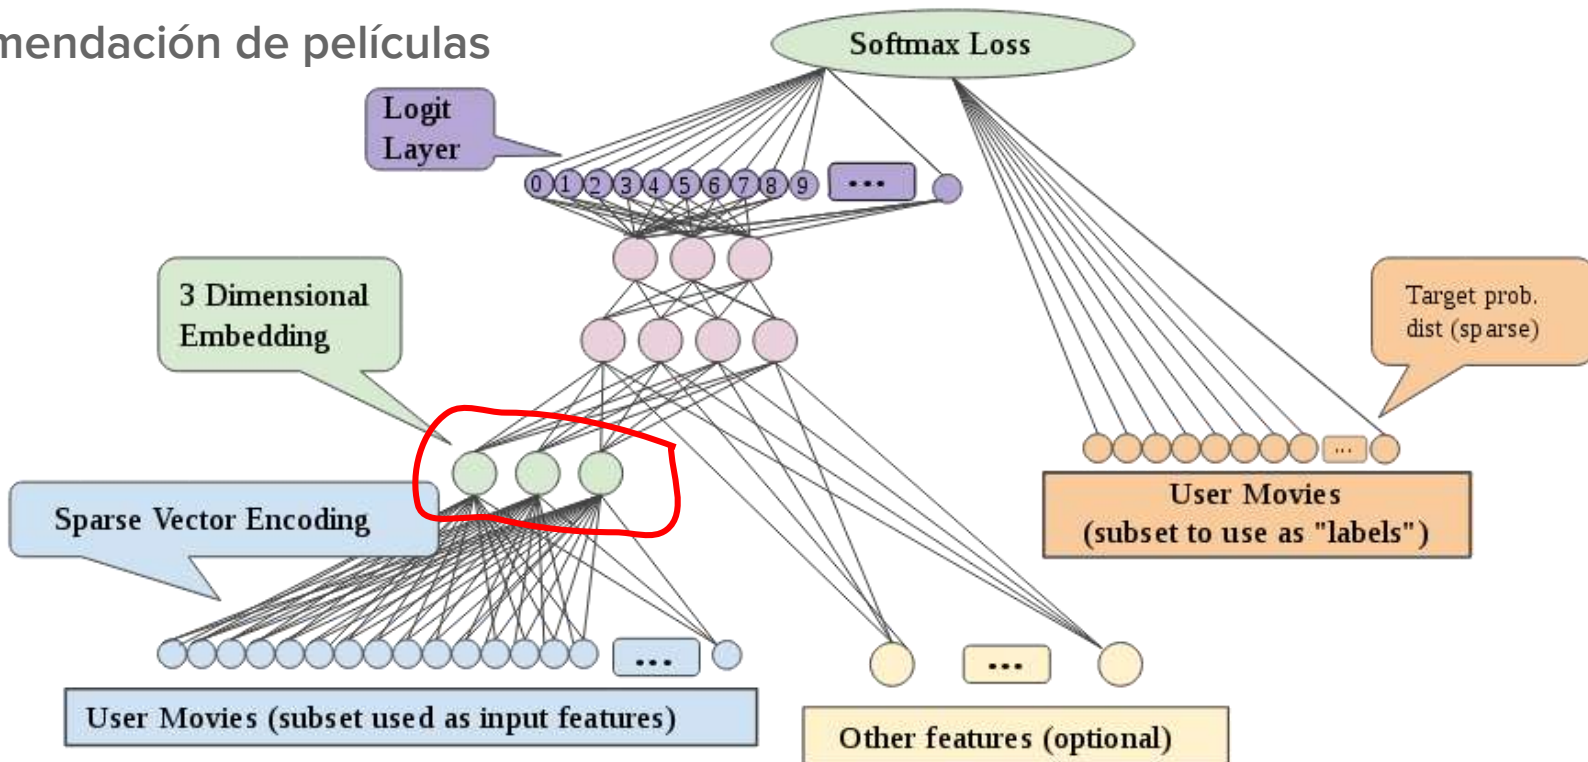 mendación de películas
Softmax Loss
Logit
Layer
0 1 2 3 4 5 6 7 8 9 ...
3 Dimensional
Embedding
Target prob.
dist (sparse)
...
Sparse Vector Encoding
User Movies
(subset to use as "labels")
... ...
User Movies (subset used as input features)
Other features (optional)